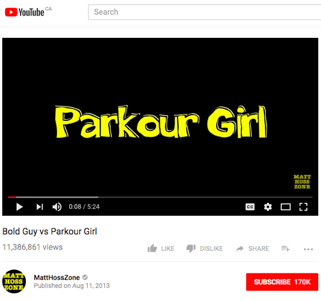 YouTube CA
Search
Parkour Girl
MATT
HOSS
ZONE
0:08 / 5:24
CC
Bold Guy vs Parkour Girl
11,386,861 views
LIKE DISLIKE SHARE
MATT
HOSS
ZONE
MattHossZone
Published on Aug 11, 2013
SUBSCRIBE 170K